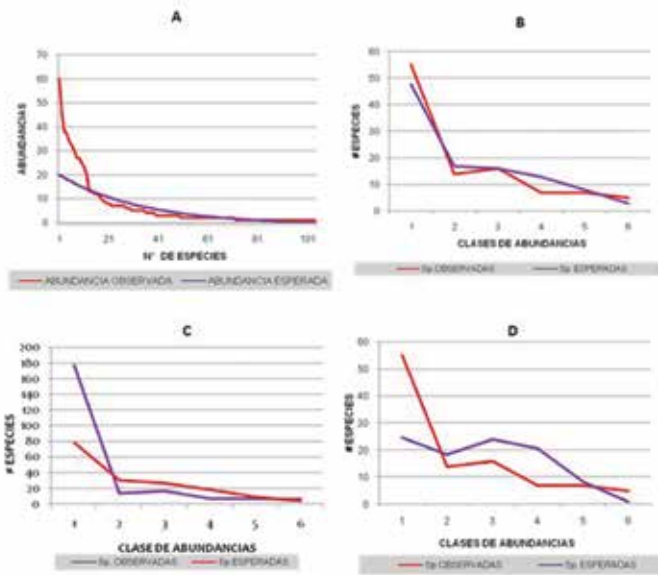 A
ABUNDANCIAS
70
60
50
40
30
20
10
0
1 21 41 61 81 101
N° DE ESPECIES
ABUNDANCIA OBSERVADA ABUNDANCIA ESPERADA
B
#ESPECIES
60
50
40
30
20
10
0
1 2 3 4 5 6
CLASES DE ABUNDANCIAS
Sp. OBSERVADAS Sp. ESPERADAS
C
# ESPECIES
200
180
160
140
120
100
80
60
40
20
0
1 2 3 4 5 6
CLASE DE ABUNDANCIAS
Sp. OBSERVADAS Sp. ESPERADAS
D
#ESPECIES
60
50
40
30
20
10
0
1 2 3 4 5 6
CLASES DE ABUNDANCIAS
Sp. OBSERVADAS Sp. ESPERADAS